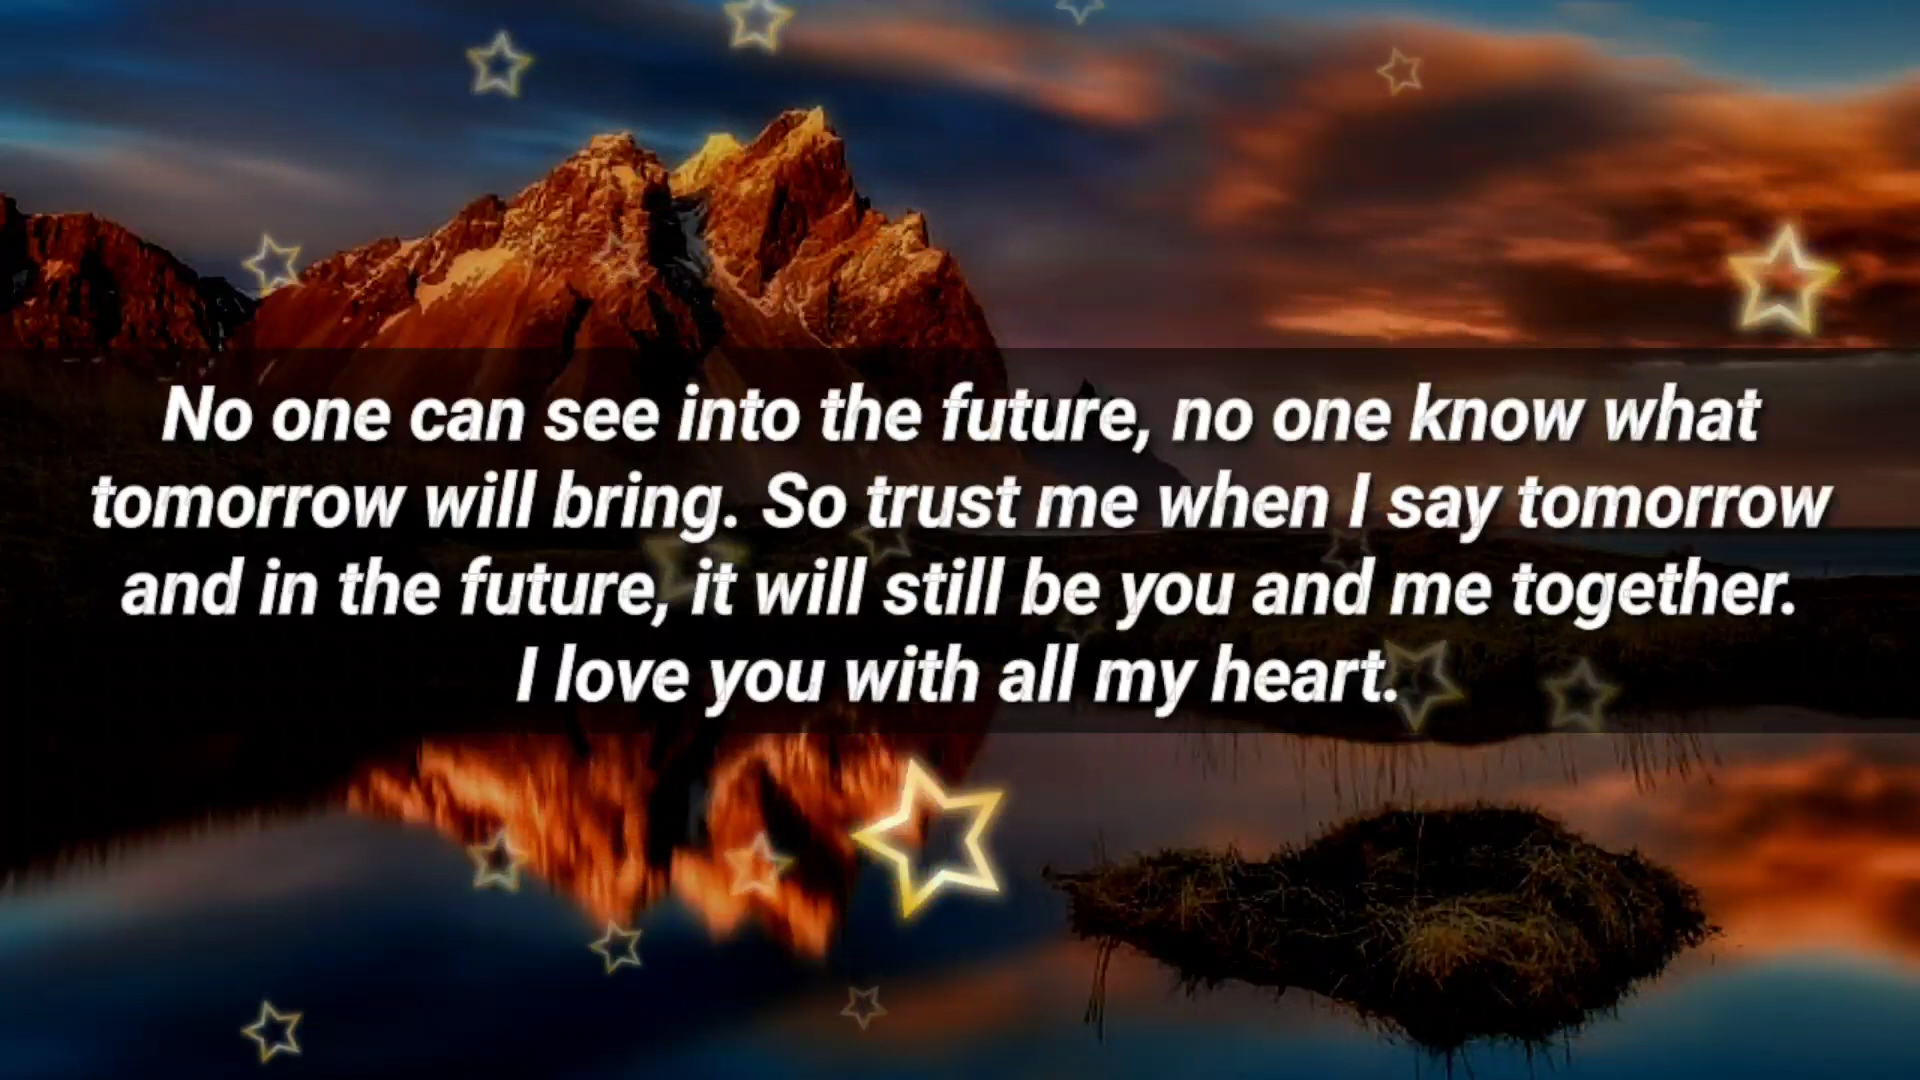 No one can see into the future, no one know what
tomorrow will bring. So trust me when I say tomorrow
and in the future, it will still be you and me together.
I love you with all my heart.